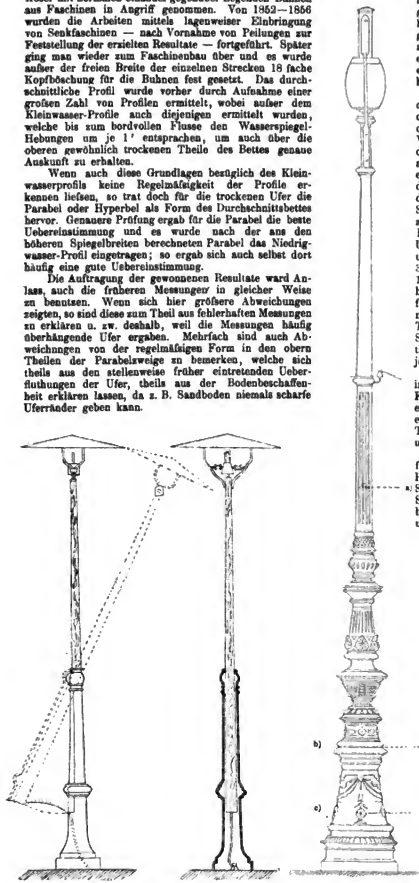 aus Faschinen in Angriff genommen. Von 1852—1856
wurden die Arbeiten mittels lagenweiser Einbringung
von Senkfaschinen — nach Vornahme von Peilungen zur
Feststellung der erzielten Resultate — fortgeführt. Später
ging man wieder zum Faschinenbau über und es wurde
aufser der freien Breite der einzelnen Strecken 18 fache
Kopfböschung für die Buhnen fest gesetzt. Das durch-
schnittliche Profil wurde vorher durch Aufnahme einer
grofsen Zahl von Profilen ermittelt, wobei aufser dem
Kleinwasser-Profile auch diejenigen ermittelt wurden,
welche bis zum bordvollen Flusse den Wasserspiegel-
Hebungen um je 1' entsprachen, um auch über die
oberen gewöhnlich trockenen Theile des Bettes genaue
Auskunft zu erhalten.
Wenn auch diese Grundlagen bezüglich des Klein-
wasserprofils keine Regelmäfsigkeit der Profile er-
kennen liefsen, so trat doch für die trockenen Ufer die
Parabel oder Hyperbel als Form des Durchschnittsbettes
hervor. Genauere Prüfung ergab für die Parabel die beste
Uebereinstimmung und es wurde nach der aus den
höheren Spiegelbreiten berechneten Parabel das Niedrig-
wasser-Profil eingetragen; so ergab sich auch selbst dort
häufig eine gute Uebereinstimmung.
Die Auftragung der gewonnenen Resultate ward An-
lass, auch die früheren Messungen in gleicher Weise
zu benutzen. Wenn sich hier gröfsere Abweichungen
zeigten, so sind diese zum Theil aus fehlerhaften Messungen
zu erklären u. zw. deshalb, weil die Messungen häufig
überhängende Ufer ergaben. Mehrfach sind auch Ab-
weichnngen von der regelmäfsigen Form in den obern
Theilen der Parabelzweige zu bemerken, welche sich
theils aus den stellenweise früher eintretenden Ueber-
fluthungen der Ufer, theils aus der Bodenbeschaffen-
heit erklären lassen, da z. B. Sandboden niemals scharfe
Uferränder geben kann.
a)
b)
c)